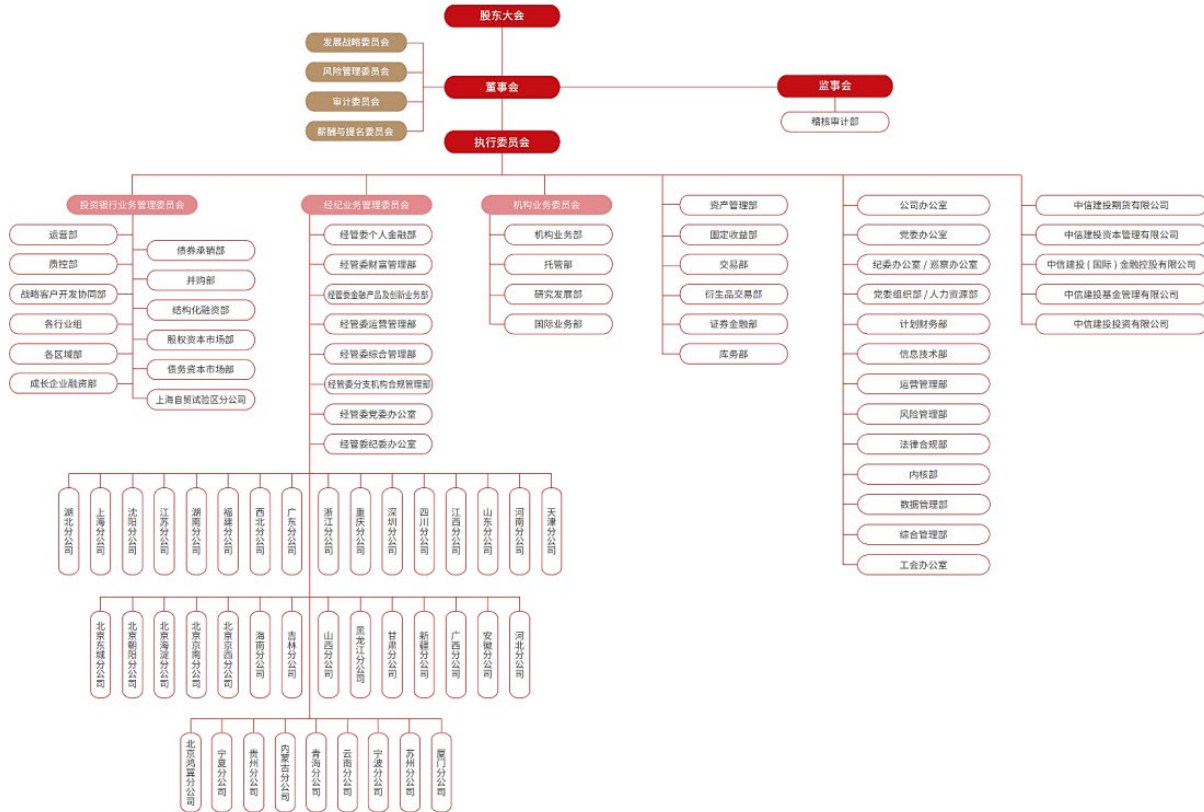 股东大会
发展战略委员会
风险管理委员会
审计委员会
薪酬与提名委员会
董事会
监事会
稽核审计部
执行委员会
投资银行业务管理委员会
运营部
质控部
战略客户开发协同部
各行业组
各区域部
成长企业融资部
债券承销部
并购部
结构化融资部
股权资本市场部
债务资本市场部
上海自贸试验区分公司
经纪业务管理委员会
经管委个人金融部
经管委财富管理部
经管委金融产品及创新业务部
经管委运营管理部
经管委综合管理部
经管委分支机构合规管理部
经管委党委办公室
经管委纪委办公室
湖北分公司
上海分公司
沈阳分公司
江苏分公司
湖南分公司
福建分公司
西北分公司
广东分公司
浙江分公司
重庆分公司
深圳分公司
四川分公司
江西分公司
山东分公司
河南分公司
天津分公司
北京东城分公司
北京朝阳分公司
北京海淀分公司
北京京南分公司
北京京西分公司
海南分公司
吉林分公司
山西分公司
黑龙江分公司
甘肃分公司
新疆分公司
广西分公司
安徽分公司
河北分公司
北京鸿翼分公司
宁夏分公司
贵州分公司
内蒙古分公司
青海分公司
云南分公司
宁波分公司
苏州分公司
厦门分公司
机构业务委员会
机构业务部
托管部
研究发展部
国际业务部
资产管理部
固定收益部
交易部
衍生品交易部
证券金融部
库务部
公司办公室
党委办公室
纪委办公室 / 巡察办公室
党委组织部 / 人力资源部
计划财务部
信息技术部
运营管理部
风险管理部
法律合规部
内核部
数据管理部
综合管理部
工会办公室
中信建投期货有限公司
中信建投资本管理有限公司
中信建投 ( 国际 ) 金融控股有限公司
中信建投基金管理有限公司
中信建投投资有限公司